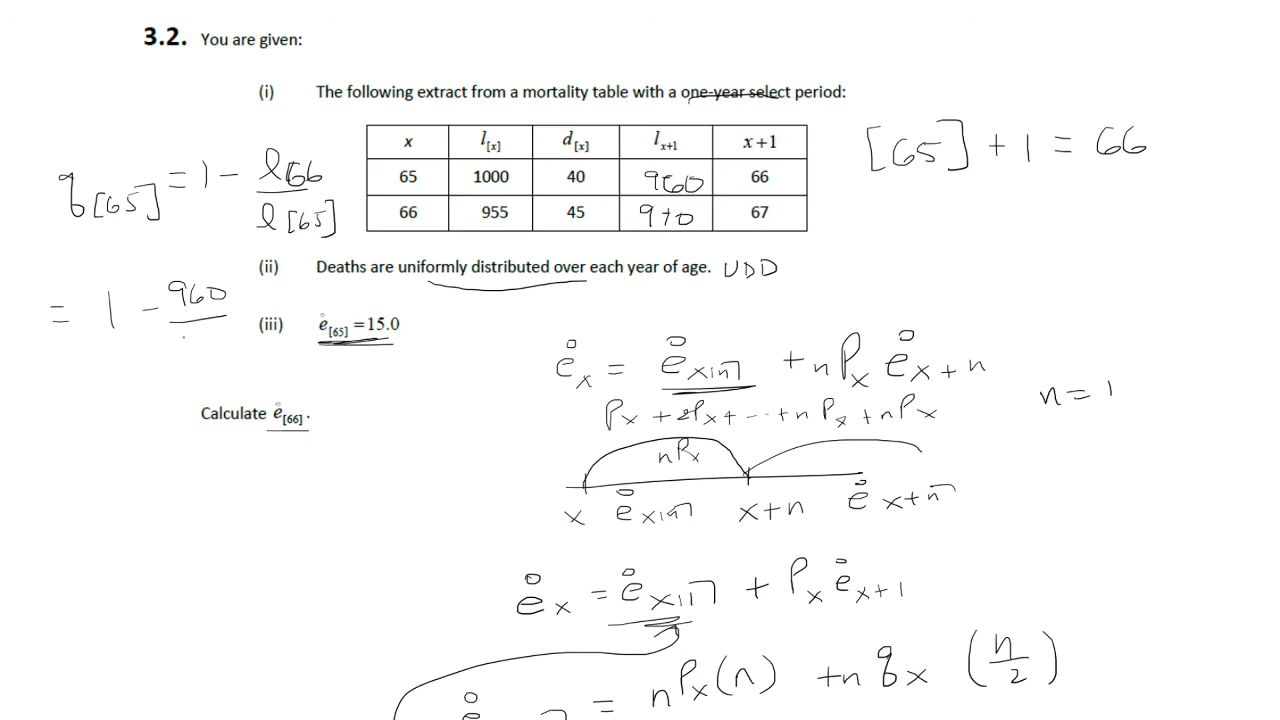 3.2. You are given:
(i) The following extract from a mortality table with a one-year select period:
x l[x] d[x] lx+1 x+1
65 1000 40 960 66
66 955 45 910 67
[65] + 1 = 66
q[65] = 1 - l66 / l[65]
= 1 - 960
(ii) Deaths are uniformly distributed over each year of age. UDD
(iii) e̊[65] = 15.0
Calculate e̊[66].
e̊x = e̊x:n̅| + nPx e̊x+n
n = 1
Px + 2Px + --- + nPx + nPx
nPx
x e̊x:n̅| x+n e̊x+n
e̊x = e̊x:1̅| + Px e̊x+1
= nPx(n) + nqx (n/2)